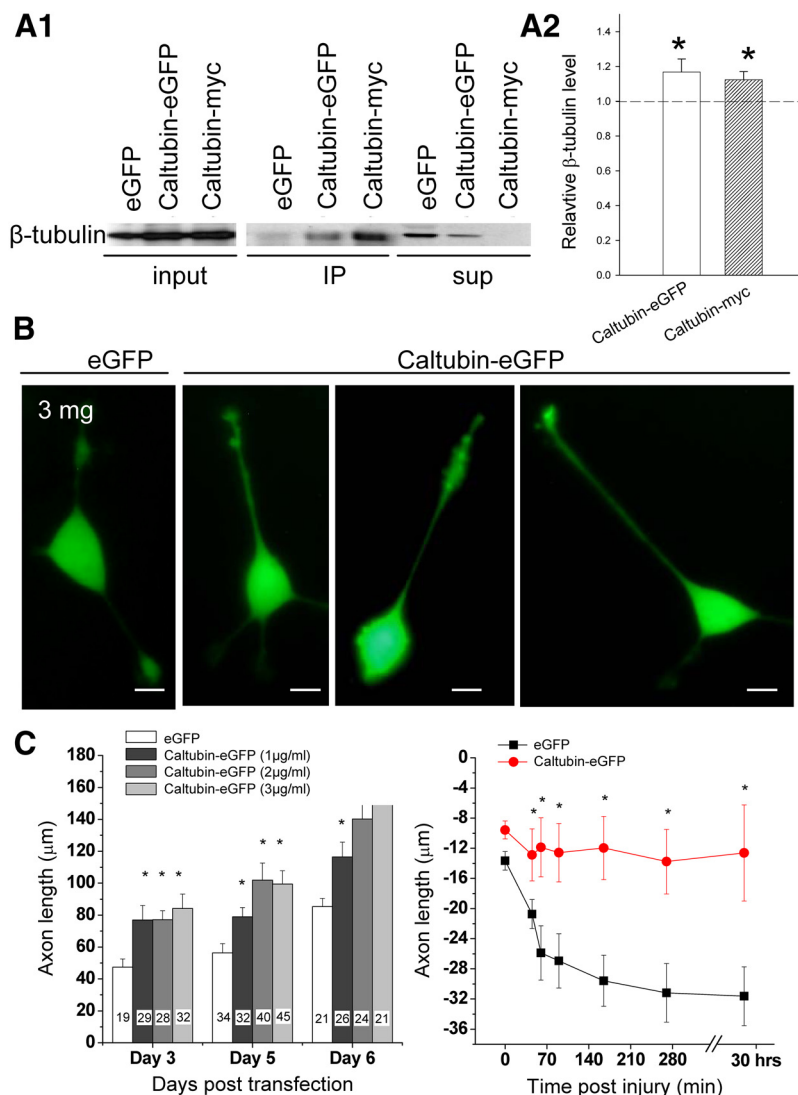 A1
eGFP
Caltubin-eGFP
Caltubin-myc
eGFP
Caltubin-eGFP
Caltubin-myc
eGFP
Caltubin-eGFP
Caltubin-myc
β-tubulin
input
IP
sup
A2
Relavtive β-tubulin level
1.4
1.2
1.0
1.2
0.4
0.2
0.0
*
*
Caltubin-eGFP
Caltubin-myc
B
eGFP
Caltubin-eGFP
3 mg
C
eGFP
Caltubin-eGFP (1µg/ml)
Caltubin-eGFP (2µg/ml)
Caltubin-eGFP (3µg/ml)
Axon length (µm)
180
160
140
120
100
80
60
40
20
0
* * *
* * *
*
19 29 28 32
34 32 40 45
21 26 24 21
Day 3 Day 5 Day 6
Days post transfection
eGFP
Caltubin-eGFP
Axon length (µm)
0
-4
-8
-12
-16
-20
-24
-28
-32
-36
* * * * * *
0 70 140 210 280 30 hrs
Time post injury (min)